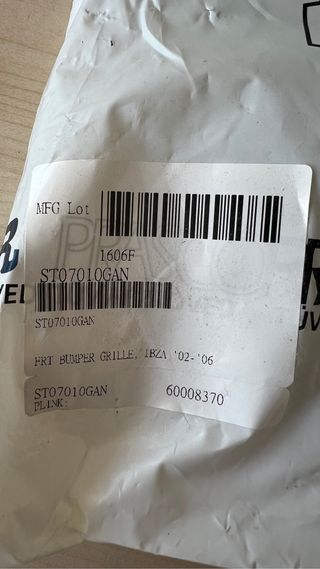 MFG Lot
1606F
ST07010GAN
ST07010GAN
FRT BUMPER GRILLE, IBZA '02-'06
ST07010GAN 60008370
PLINK: